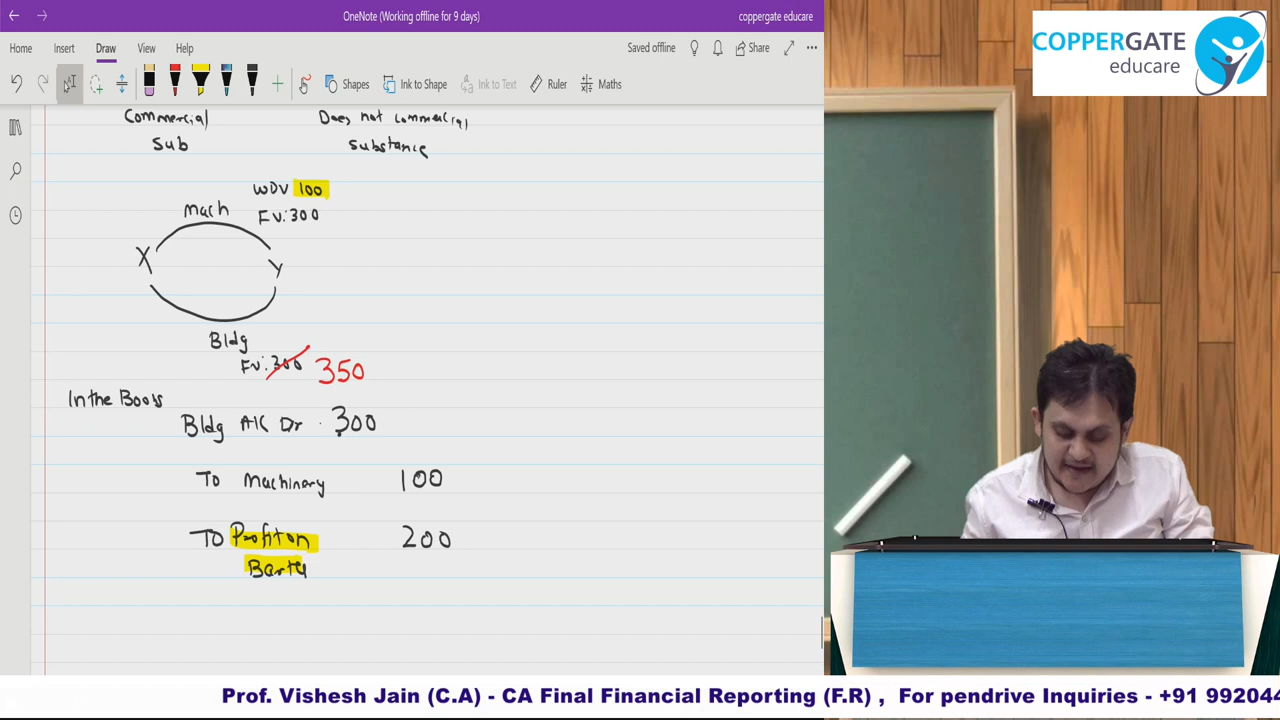 OneNote (Working offline for 9 days)
coppergate educare
Home Insert Draw View Help
Saved offline Share
Shapes Ink to Shape Ink to Text Ruler Maths
COPPERGATE
educare
Commercial Does not commercial
Sub substance
WDV 100
Mach FV: 300
X Y
Bldg
FV: 300 350
In the Books
Bldg A/C Dr . 300
To Machinery 100
To Profit on 200
Barter
Prof. Vishesh Jain (C.A) - CA Final Financial Reporting (F.R) , For pendrive Inquiries - +91 99204